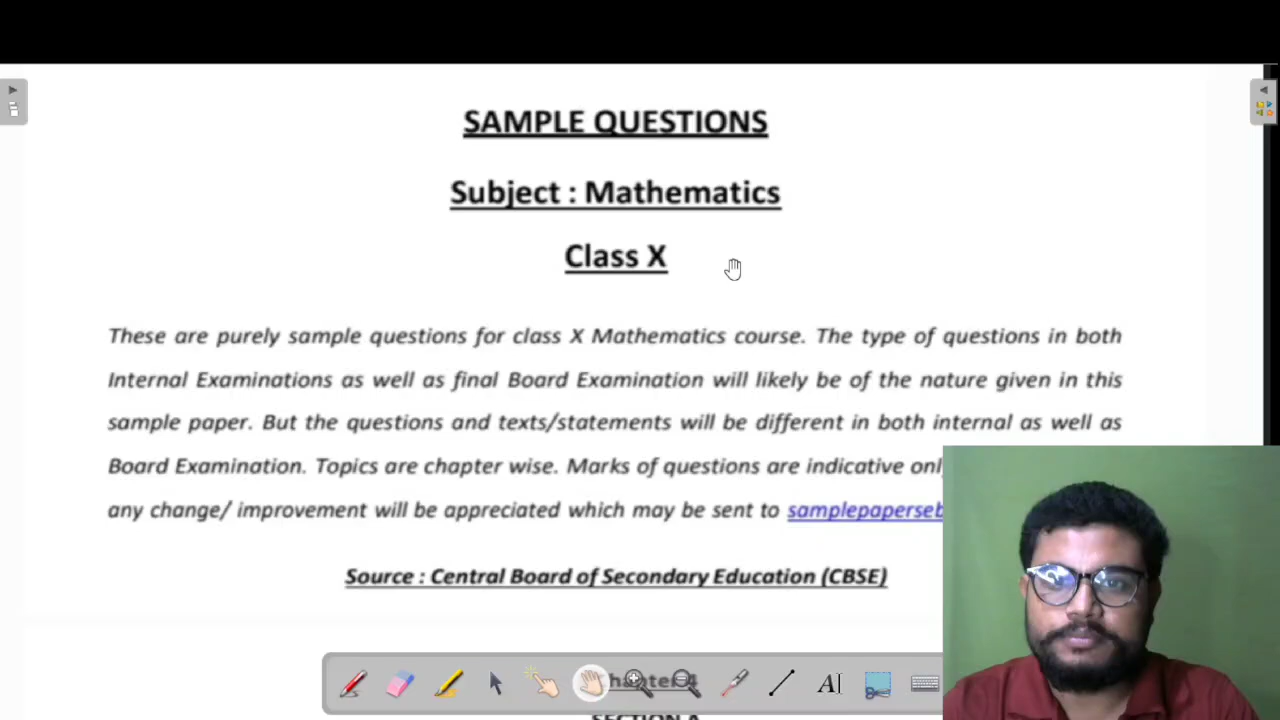 SAMPLE QUESTIONS
Subject : Mathematics
Class X
These are purely sample questions for class X Mathematics course. The type of questions in both
Internal Examinations as well as final Board Examination will likely be of the nature given in this
sample paper. But the questions and texts/statements will be different in both internal as well as
Board Examination. Topics are chapter wise. Marks of questions are indicative
any change/ improvement will be appreciated which may be sent to
Source : Central Board of Secondary Education (CBSE)
Chapter 4
SECTION A